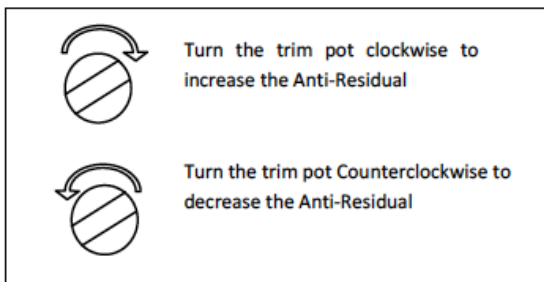 Turn the trim pot clockwise to
increase the Anti-Residual
Turn the trim pot Counterclockwise to
decrease the Anti-Residual